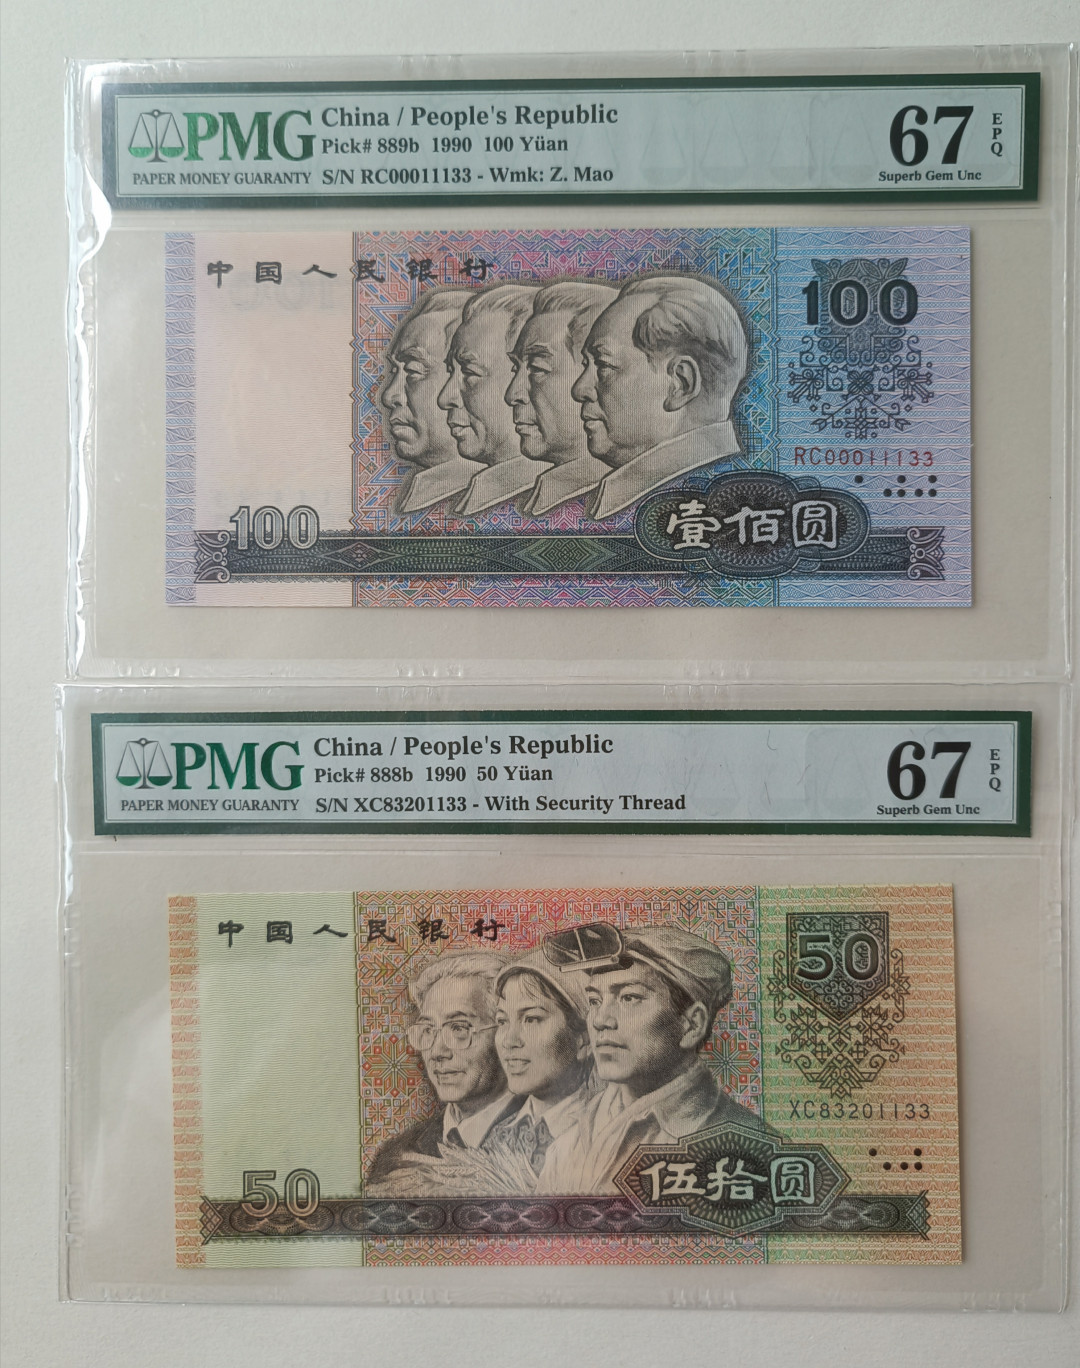 PMG
PAPER MONEY GUARANTY
China / People's Republic
Pick# 889b 1990 100 Yüan
S/N RC00011133 - Wmk: Z. Mao
67
EPQ
Superb Gem Unc
中国人民银行
100
RC00011133
100
壹佰圆
PMG
PAPER MONEY GUARANTY
China / People's Republic
Pick# 888b 1990 50 Yüan
S/N XC83201133 - With Security Thread
67
EPQ
Superb Gem Unc
中国人民银行
50
XC83201133
50
伍拾圆